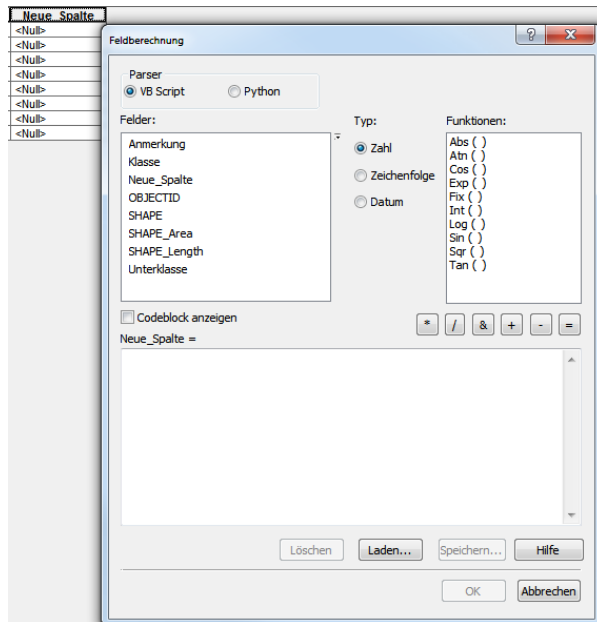 Neue_Spalte
<Null>
<Null>
<Null>
<Null>
<Null>
<Null>
<Null>
<Null>
Feldberechnung
Parser
VB Script Python
Felder:
Anmerkung
Klasse
Neue_Spalte
OBJECTID
SHAPE
SHAPE_Area
SHAPE_Length
Unterklasse
Typ:
Zahl
Zeichenfolge
Datum
Funktionen:
Abs ( )
Atn ( )
Cos ( )
Exp ( )
Fix ( )
Int ( )
Log ( )
Sin ( )
Sqr ( )
Tan ( )
Codeblock anzeigen
* / & + - =
Neue_Spalte =
Löschen Laden... Speichern... Hilfe
OK Abbrechen